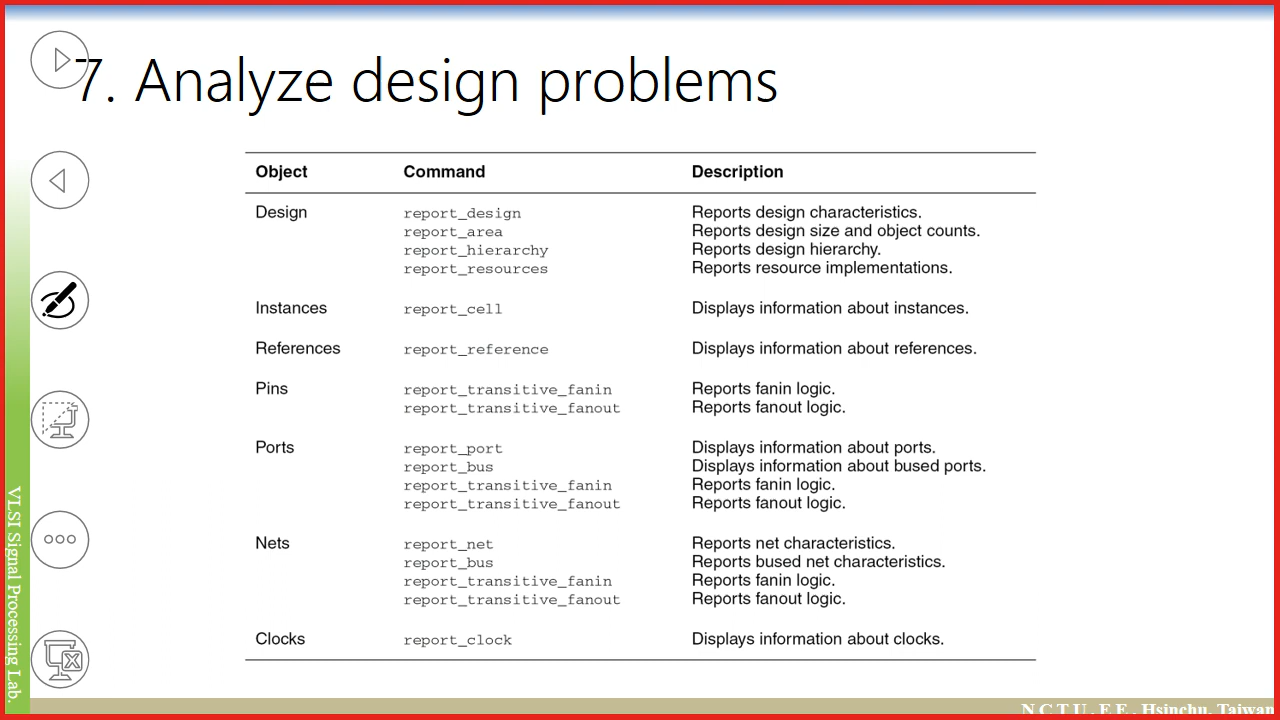 7. Analyze design problems
Object Command Description
Design report_design Reports design characteristics.
report_area Reports design size and object counts.
report_hierarchy Reports design hierarchy.
report_resources Reports resource implementations.
Instances report_cell Displays information about instances.
References report_reference Displays information about references.
Pins report_transitive_fanin Reports fanin logic.
report_transitive_fanout Reports fanout logic.
Ports report_port Displays information about ports.
report_bus Displays information about bused ports.
report_transitive_fanin Reports fanin logic.
report_transitive_fanout Reports fanout logic.
Nets report_net Reports net characteristics.
report_bus Reports bused net characteristics.
report_transitive_fanin Reports fanin logic.
report_transitive_fanout Reports fanout logic.
Clocks report_clock Displays information about clocks.
VLSI Signal Processing Lab.
N C T U . E E , Hsinchu, Taiwan